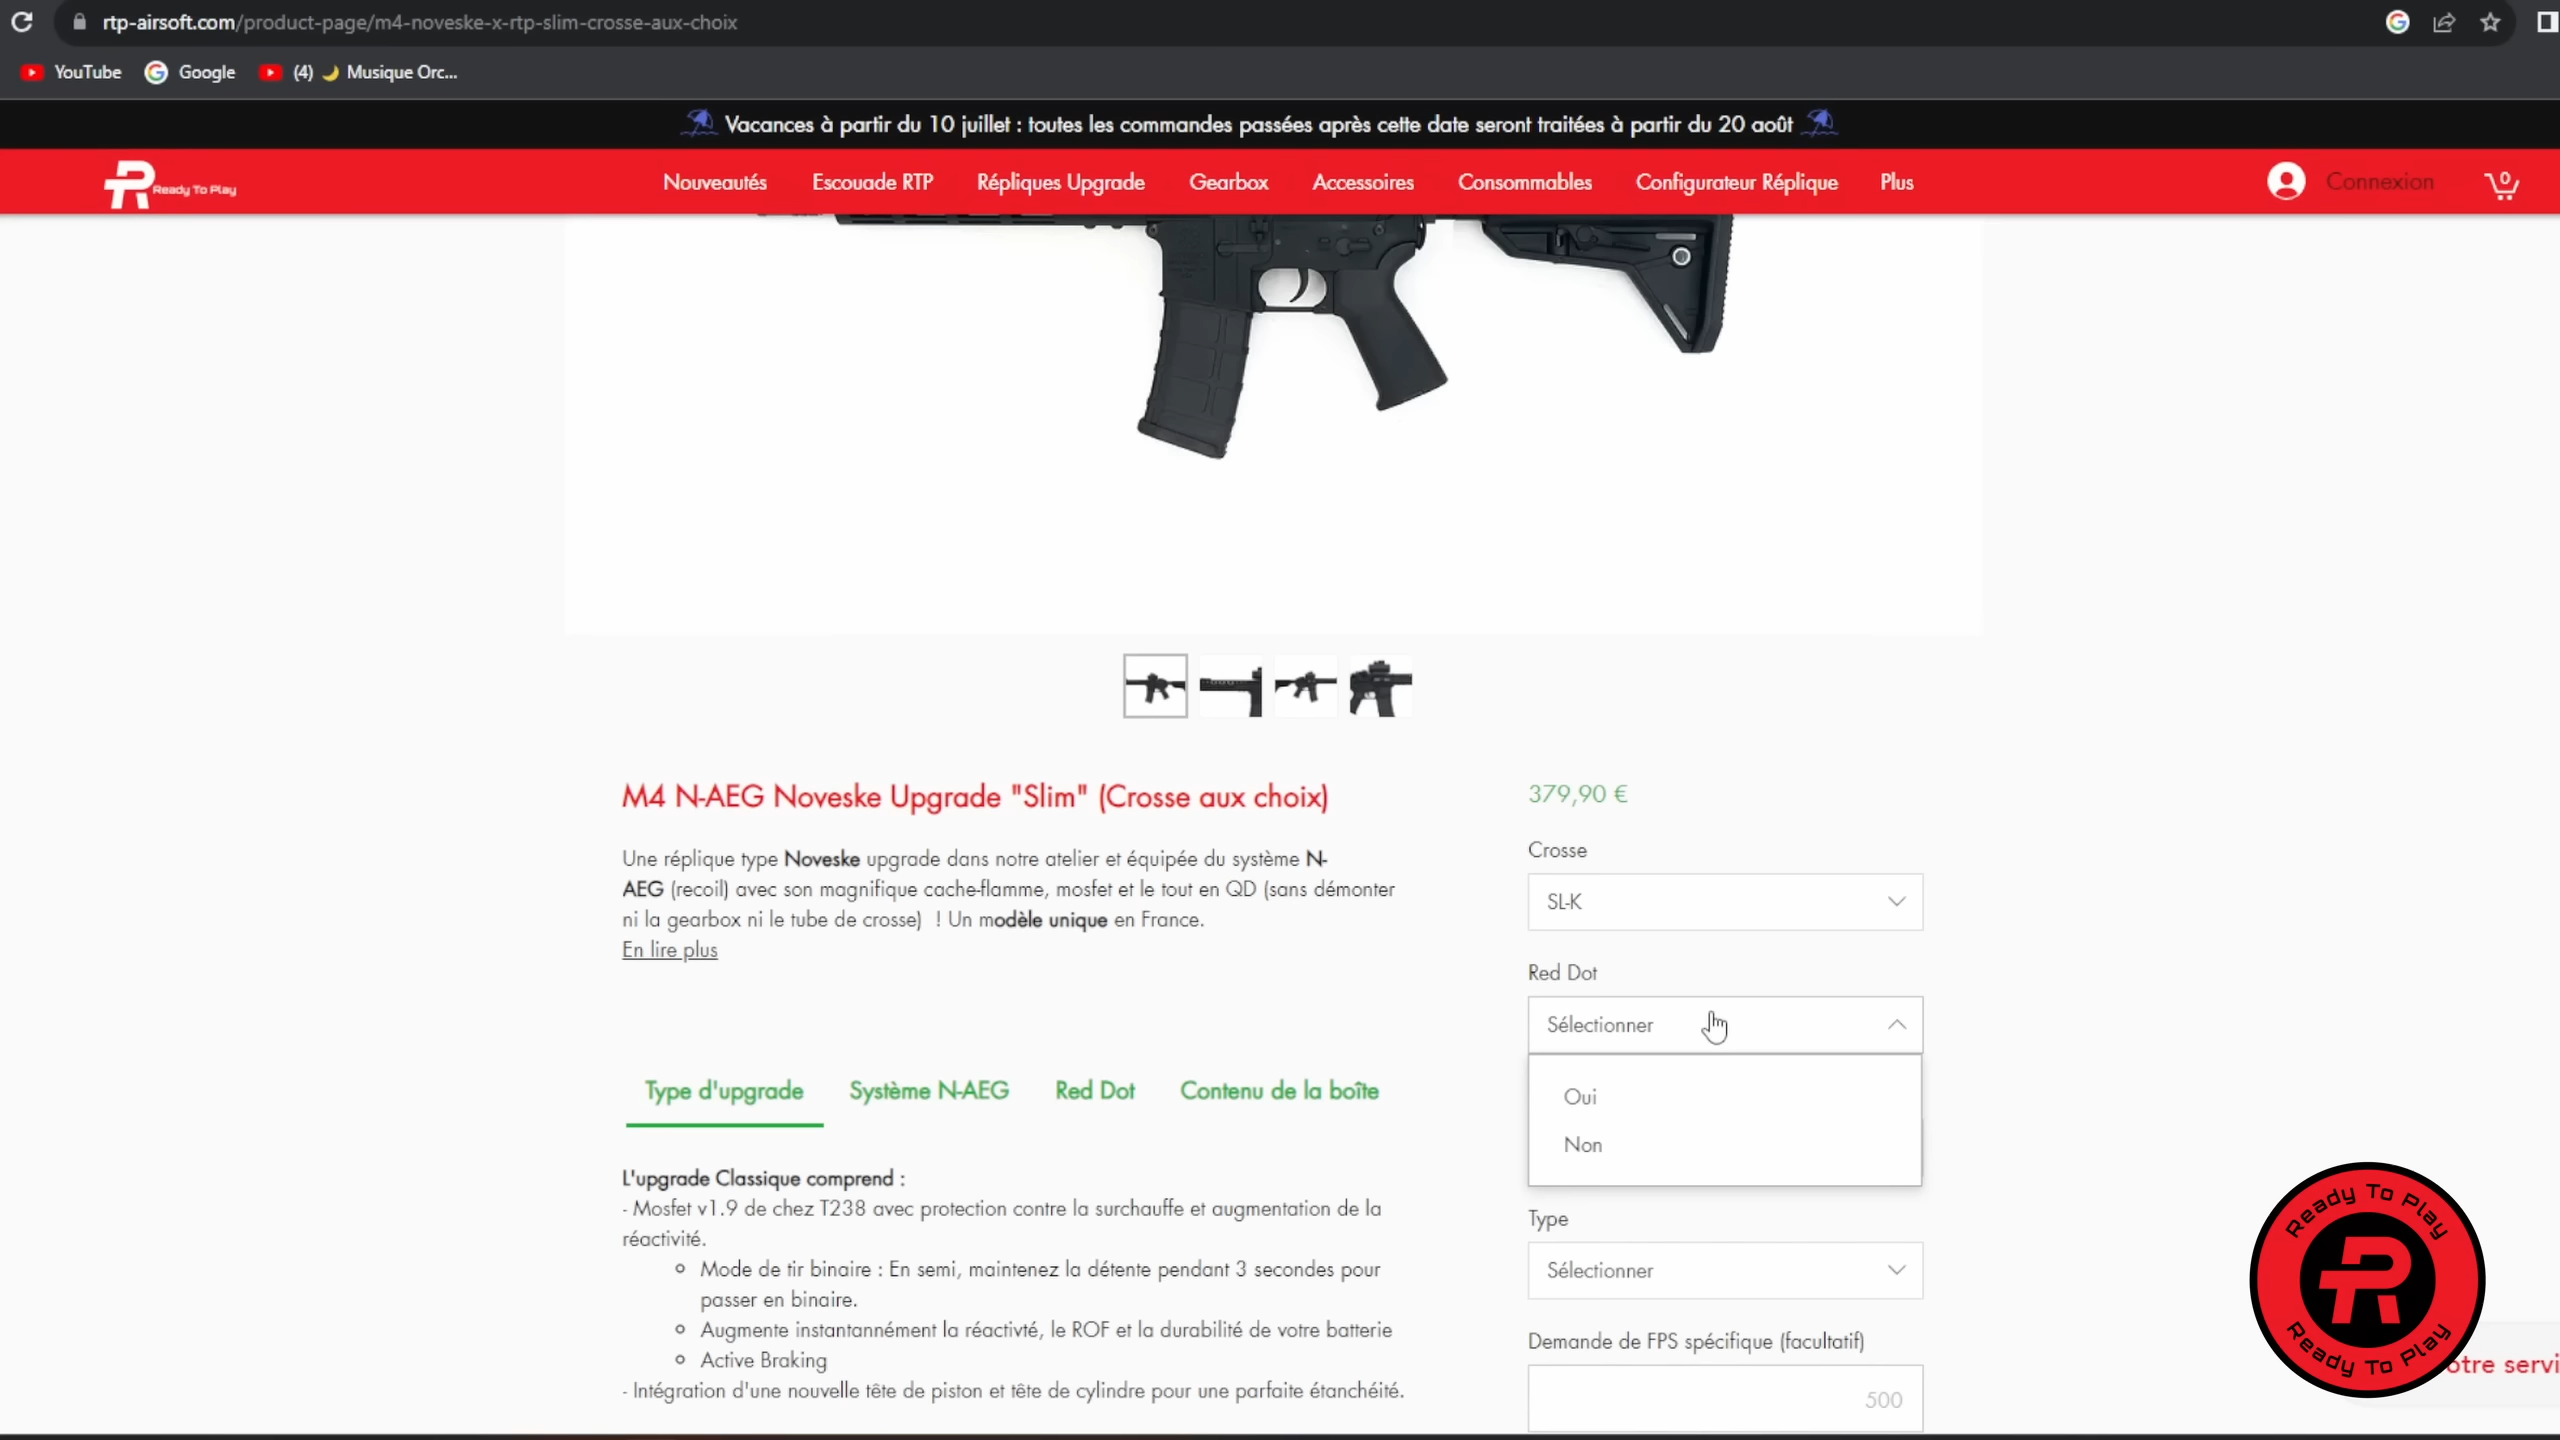 rtp-airsoft.com/product-page/m4-noveske-x-rtp-slim-crosse-aux-choix
YouTube Google (4) 🌙 Musique Orc...
Vacances à partir du 10 juillet : toutes les commandes passées après cette date seront traitées à partir du 20 août
Ready To Play Nouveautés Escouade RTP Répliques Upgrade Gearbox Accessoires Consommables Configurateur Réplique Plus Connexion 0
M4 N-AEG Noveske Upgrade "Slim" (Crosse aux choix)
Une réplique type Noveske upgrade dans notre atelier et équipée du système N-
AEG (recoil) avec son magnifique cache-flamme, mosfet et le tout en QD (sans démonter
ni la gearbox ni le tube de crosse)  ! Un modèle unique en France.
En lire plus
Type d'upgrade Système N-AEG Red Dot Contenu de la boîte
L'upgrade Classique comprend :
- Mosfet v1.9 de chez T238 avec protection contre la surchauffe et augmentation de la
réactivité.
Mode de tir binaire : En semi, maintenez la détente pendant 3 secondes pour
passer en binaire.
Augmente instantannément la réactivté, le ROF et la durabilité de votre batterie
Active Braking
- Intégration d'une nouvelle tête de piston et tête de cylindre pour une parfaite étanchéité.
379,90 €
Crosse
SL-K
Red Dot
Sélectionner
Oui
Non
Type
Sélectionner
Demande de FPS spécifique (facultatif)
500
Ready To Play
Ready To Play
otre servi